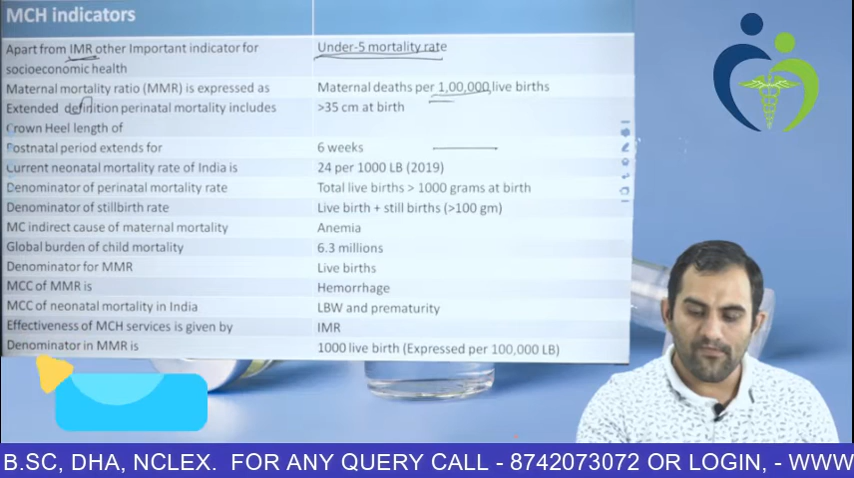 MCH indicators
Apart from IMR other Important indicator for Under-5 mortality rate
socioeconomic health
Maternal mortality ratio (MMR) is expressed as Maternal deaths per 1,00,000 live births
Extended definition perinatal mortality includes >35 cm at birth
Crown Heel length of
Postnatal period extends for 6 weeks
Current neonatal mortality rate of India is 24 per 1000 LB (2019)
Denominator of perinatal mortality rate Total live births > 1000 grams at birth
Denominator of stillbirth rate Live birth + still births (>100 gm)
MC indirect cause of maternal mortality Anemia
Global burden of child mortality 6.3 millions
Denominator for MMR Live births
MCC of MMR is Hemorrhage
MCC of neonatal mortality in India LBW and prematurity
Effectiveness of MCH services is given by IMR
Denominator in MMR is 1000 live birth (Expressed per 100,000 LB)
B.SC, DHA, NCLEX. FOR ANY QUERY CALL - 8742073072 OR LOGIN, - WWW